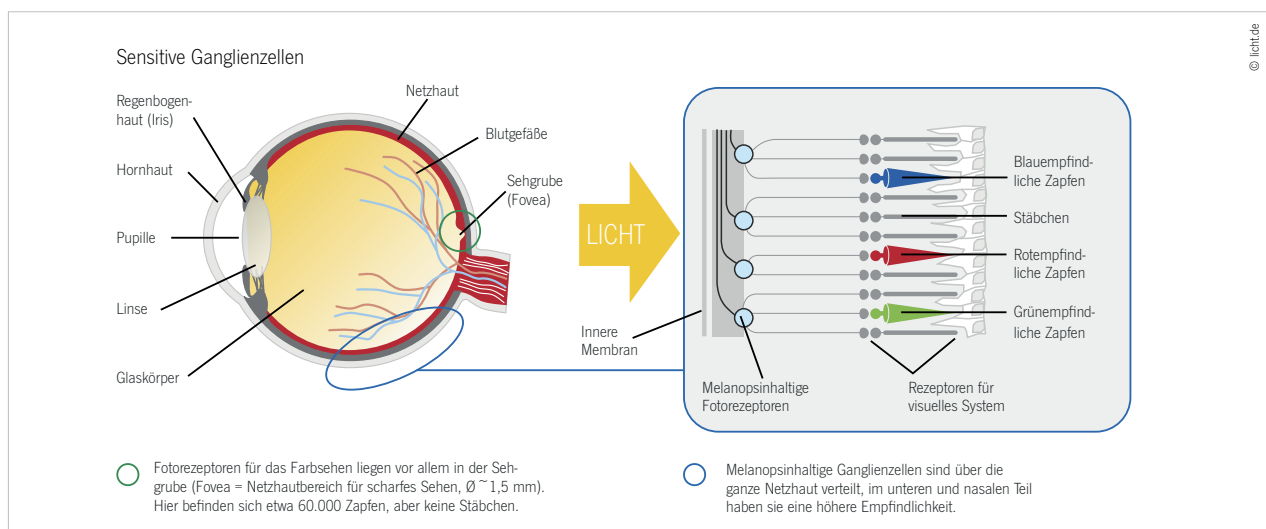 © licht.de
Sensitive Ganglienzellen
Regenbogen-
haut (Iris)
Hornhaut
Pupille
Linse
Glaskörper
Netzhaut
Blutgefäße
Sehgrube
(Fovea)
LICHT
Innere
Membran
Melanopsinhaltige
Fotorezeptoren
Rezeptoren für
visuelles System
Blauempfind-
liche Zapfen
Stäbchen
Rotempfind-
liche Zapfen
Grünempfind-
liche Zapfen
Fotorezeptoren für das Farbsehen liegen vor allem in der Seh-
grube (Fovea = Netzhautbereich für scharfes Sehen, Ø ~ 1,5 mm).
Hier befinden sich etwa 60.000 Zapfen, aber keine Stäbchen.
Melanopsinhaltige Ganglienzellen sind über die
ganze Netzhaut verteilt, im unteren und nasalen Teil
haben sie eine höhere Empfindlichkeit.